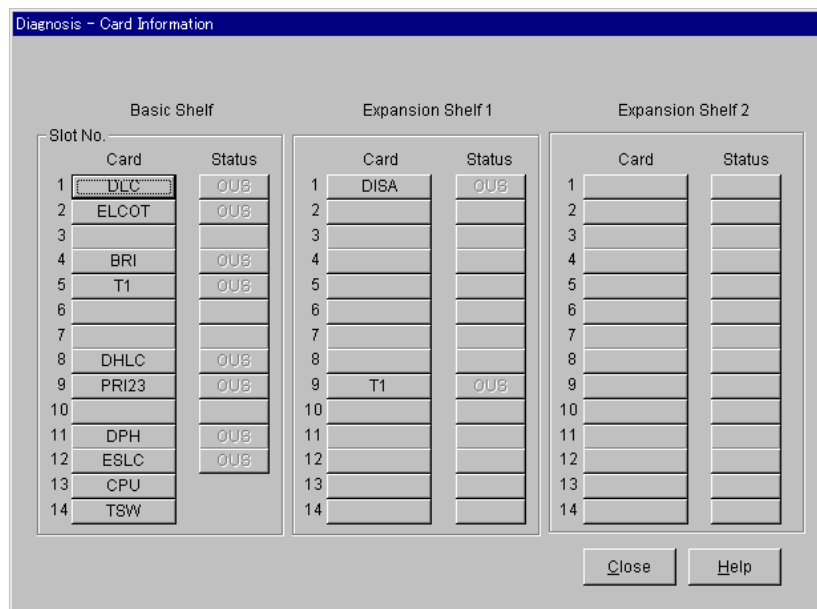 Diagnosis - Card Information
Basic Shelf Expansion Shelf 1 Expansion Shelf 2
Slot No.
Card Status Card Status Card Status
1 DLC OUS 1 DISA OUS 1
2 ELCOT OUS 2 2
3 3 3
4 BRI OUS 4 4
5 T1 OUS 5 5
6 6 6
7 7 7
8 DHLC OUS 8 8
9 PRI23 OUS 9 T1 OUS 9
10 10 10
11 DPH OUS 11 11
12 ESLC OUS 12 12
13 CPU 13 13
14 TSW 14 14
Close Help